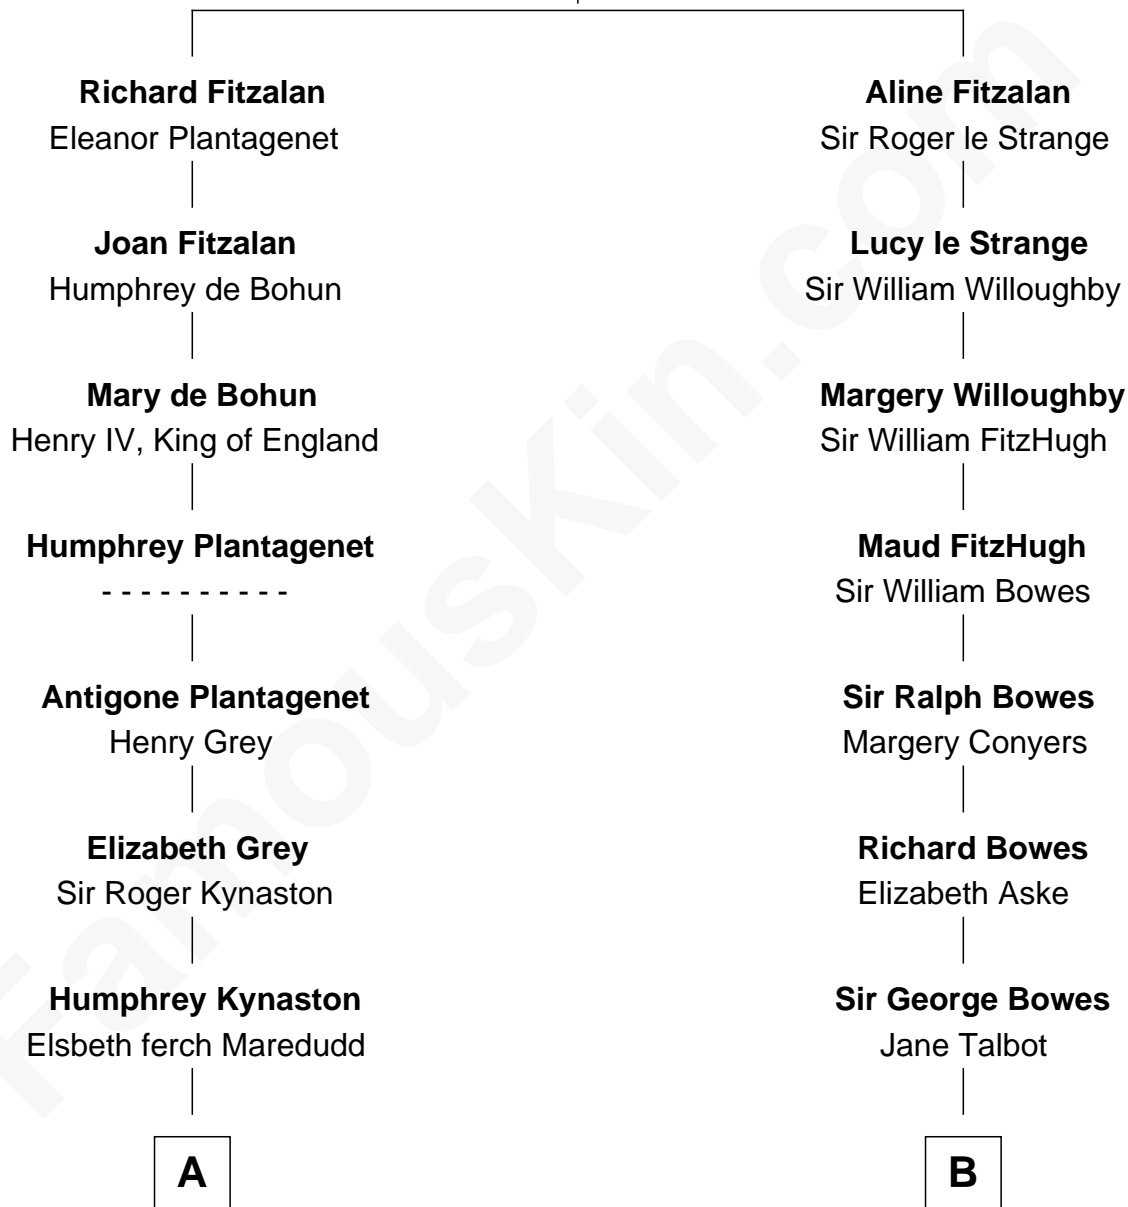 Richard Fitzalan
Eleanor Plantagenet
Joan Fitzalan
Humphrey de Bohun
Mary de Bohun
Henry IV, King of England
Humphrey Plantagenet
- - - - - - - - - -
Antigone Plantagenet
Henry Grey
Elizabeth Grey
Sir Roger Kynaston
Humphrey Kynaston
Elsbeth ferch Maredudd
A
Aline Fitzalan
Sir Roger le Strange
Lucy le Strange
Sir William Willoughby
Margery Willoughby
Sir William FitzHugh
Maud FitzHugh
Sir William Bowes
Sir Ralph Bowes
Margery Conyers
Richard Bowes
Elizabeth Aske
Sir George Bowes
Jane Talbot
B
FamousKin.com